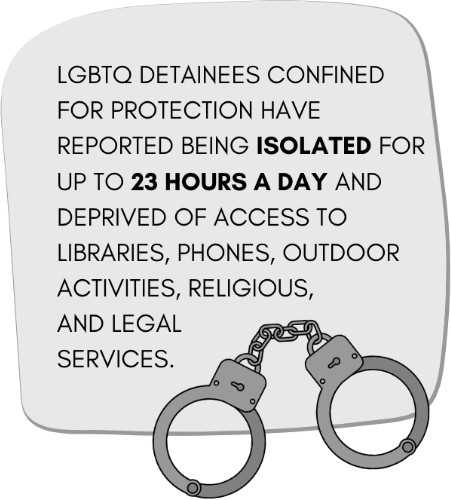 LGBTQ DETAINEES CONFINED
FOR PROTECTION HAVE
REPORTED BEING ISOLATED FOR
UP TO 23 HOURS A DAY AND
DEPRIVED OF ACCESS TO
LIBRARIES, PHONES, OUTDOOR
ACTIVITIES, RELIGIOUS,
AND LEGAL
SERVICES.